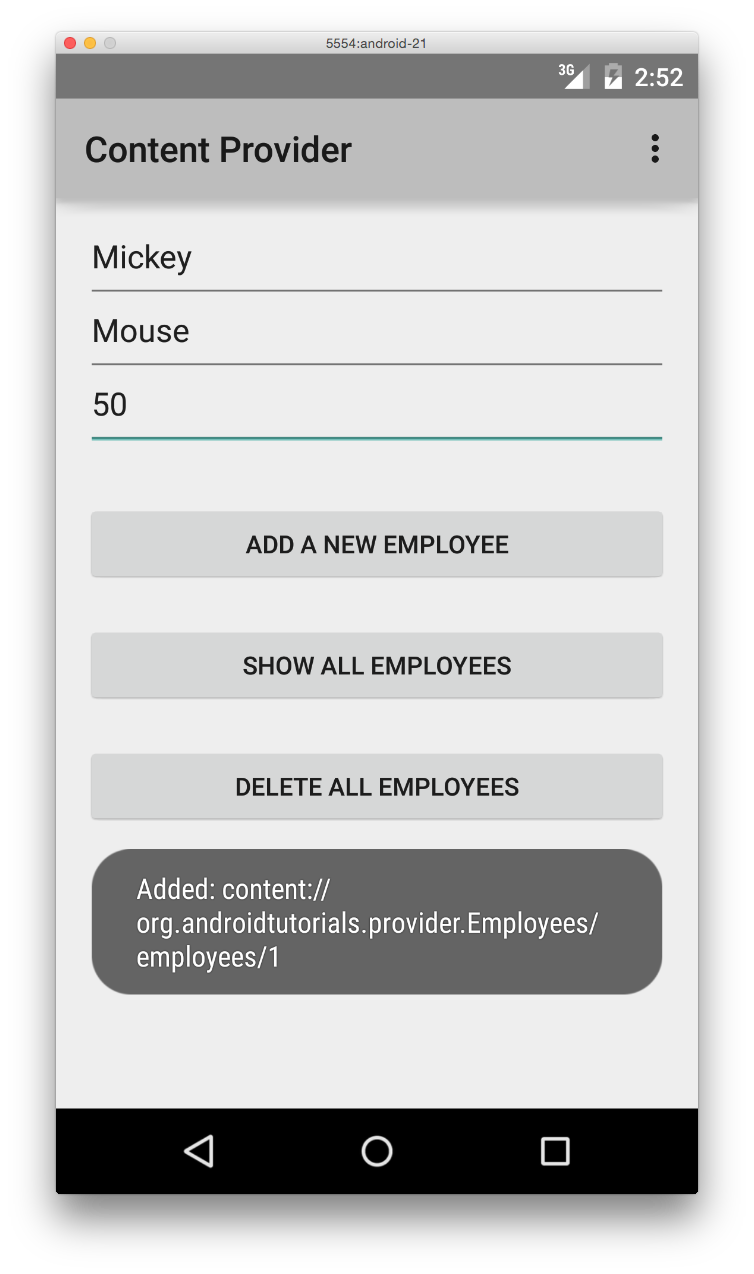 5554:android-21
3G 2:52
Content Provider
Mickey
Mouse
50
ADD A NEW EMPLOYEE
SHOW ALL EMPLOYEES
DELETE ALL EMPLOYEES
Added: content://
org.androidtutorials.provider.Employees/
employees/1